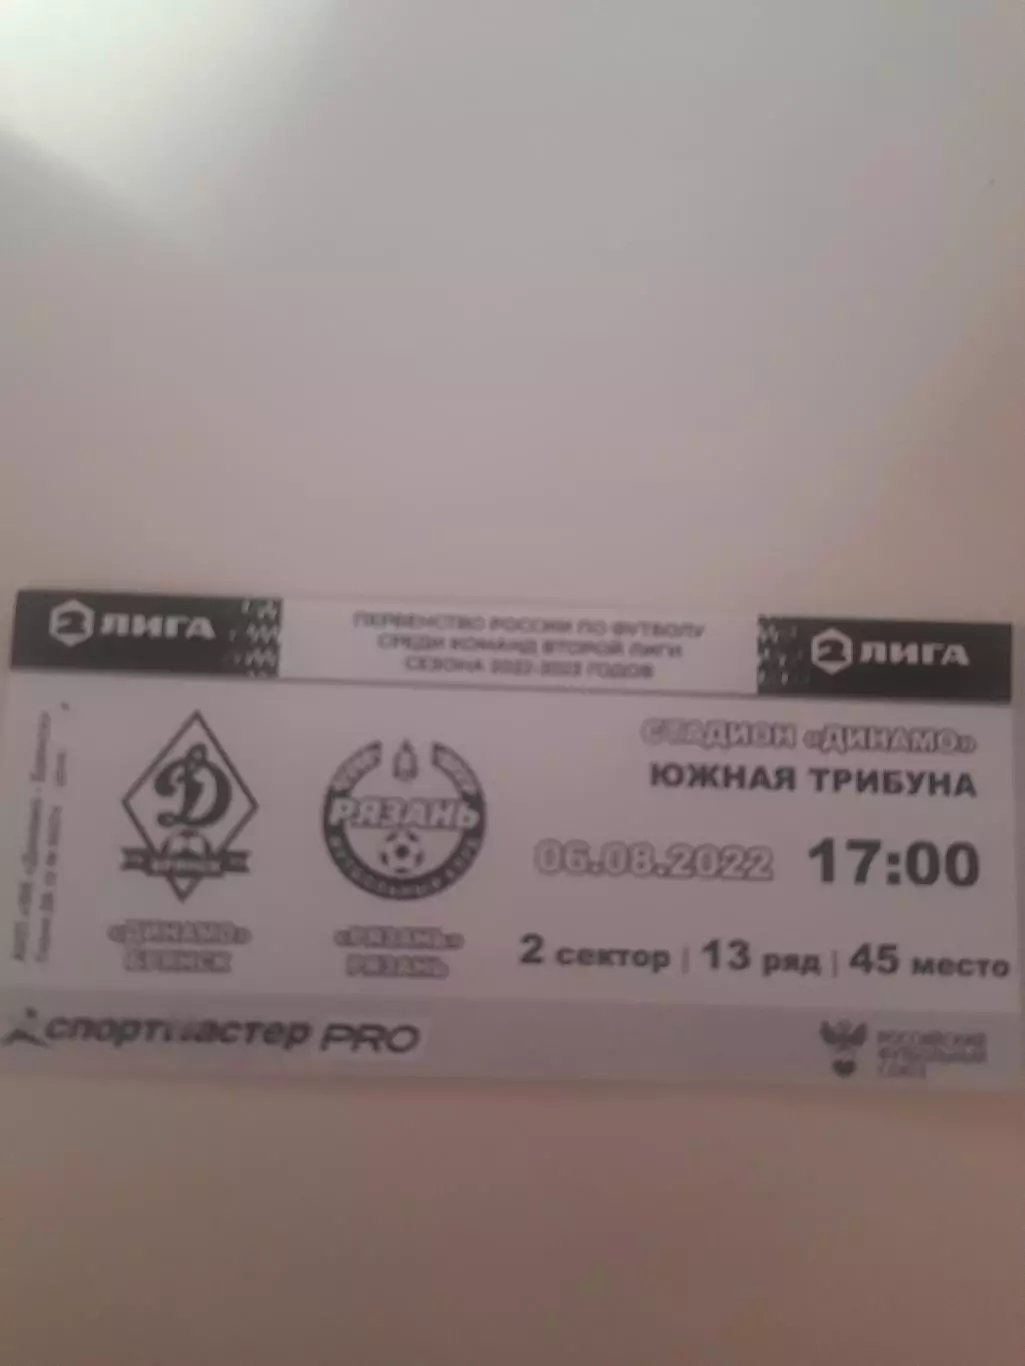 2 ЛИГА
ПЕРВЕНСТВО РОССИИ ПО ФУТБОЛУ
СРЕДИ КОМАНД ВТОРОЙ ЛИГИ
СЕЗОНА 2022-2023 ГОДОВ
2 ЛИГА
СТАДИОН «ДИНАМО»
ЮЖНАЯ ТРИБУНА
06.08.2022 17:00
2 сектор | 13 ряд | 45 место
Д
БРЯНСК
«ДИНАМО»
БРЯНСК
РЯЗАНЬ
«РЯЗАНЬ»
РЯЗАНЬ
спортмастер PRO
РОССИЙСКИЙ
ФУТБОЛЬНЫЙ
СОЮЗ